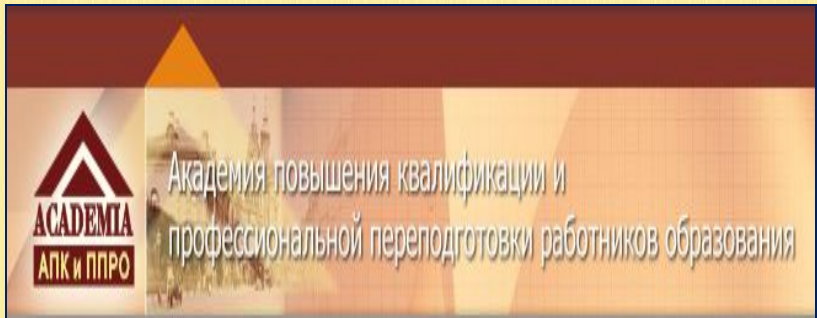 ACADEMIA
АПК и ППРО
Академия повышения квалификации и
профессиональной переподготовки работников образования